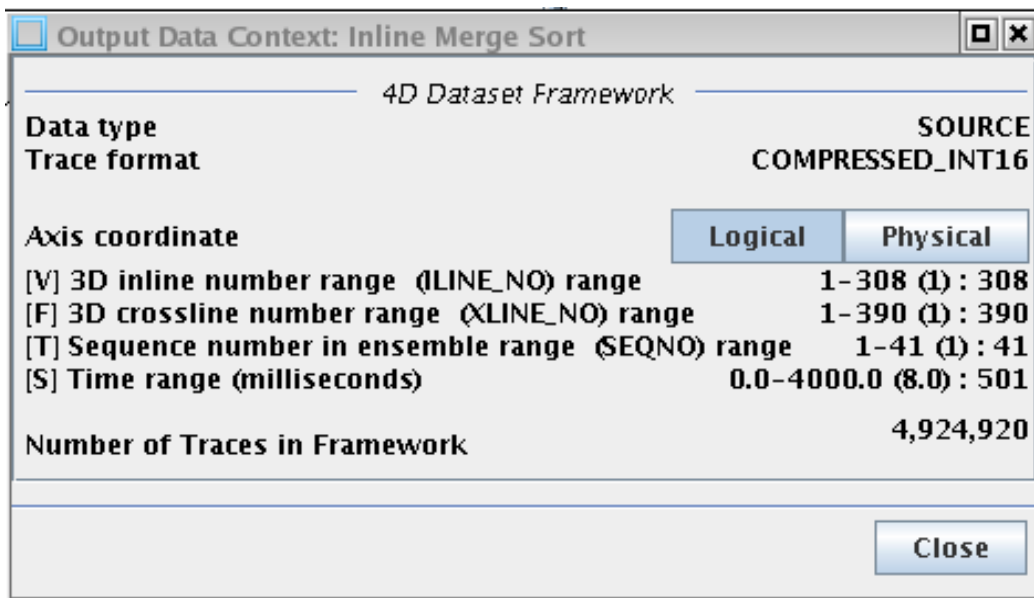 Output Data Context: Inline Merge Sort
4D Dataset Framework
Data type SOURCE
Trace format COMPRESSED_INT16
Axis coordinate Logical Physical
[V] 3D inline number range (ILINE_NO) range 1-308 (1) : 308
[F] 3D crossline number range (XLINE_NO) range 1-390 (1) : 390
[T] Sequence number in ensemble range (SEQNO) range 1-41 (1) : 41
[S] Time range (milliseconds) 0.0-4000.0 (8.0) : 501
Number of Traces in Framework 4,924,920
Close